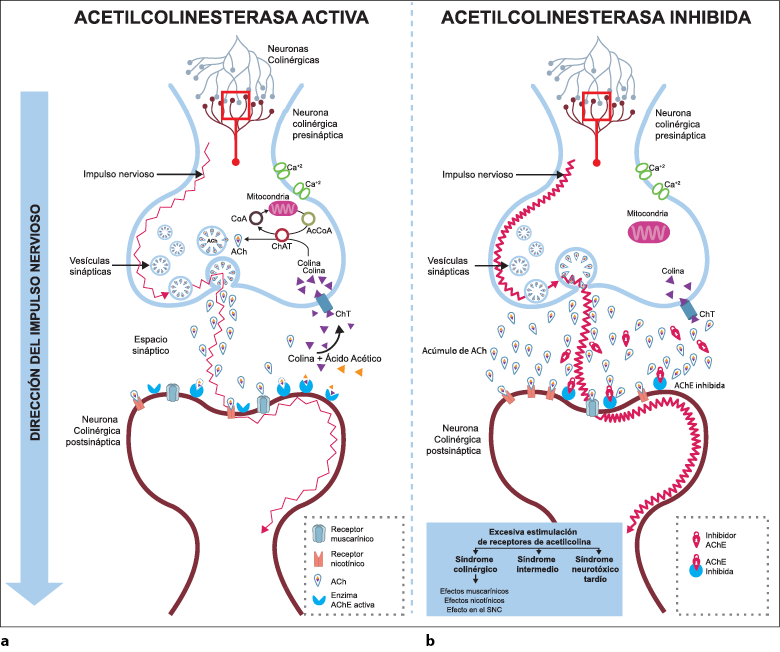 ACETILCOLINESTERASA ACTIVA
DIRECCIÓN DEL IMPULSO NERVIOSO
Neuronas
Colinérgicas
Neurona
colinérgica
presináptica
Impulso nervioso
Ca+2
Ca+2
Mitocondria
CoA
AcCoA
ChAT
ACh
ACh
Vesículas
sinápticas
Colina
Colina
ChT
Espacio
sináptico
Colina + Ácido Acético
Neurona
Colinérgica
postsináptica
Receptor
muscarínico
Receptor
nicotínico
ACh
Enzima
AChE activa
a
ACETILCOLINESTERASA INHIBIDA
Neurona
colinérgica
presináptica
Impulso nervioso
Ca+2
Ca+2
Mitocondria
Vesículas
sinápticas
Colina
ChT
Acúmulo de ACh
AChE inhibida
Neurona
Colinérgica
postsináptica
Excesiva estimulación
de receptores de acetilcolina
Síndrome
colinérgico
Síndrome
intermedio
Síndrome
neurotóxico
tardío
Efectos muscarínicos
Efectos nicotínicos
Efecto en el SNC
Inhibidor
AChE
AChE
Inhibida
b